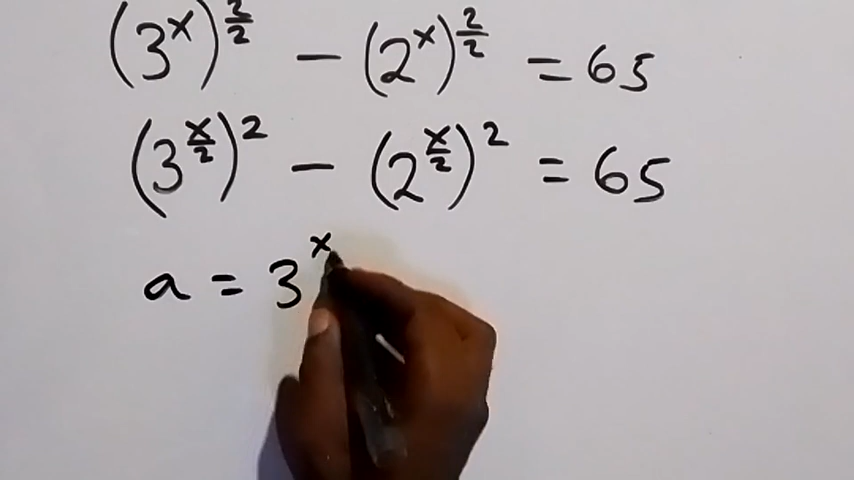 (3^x)^(2/2) - (2^x)^(2/2) = 65
(3^(x/2))^2 - (2^(x/2))^2 = 65
a = 3^x